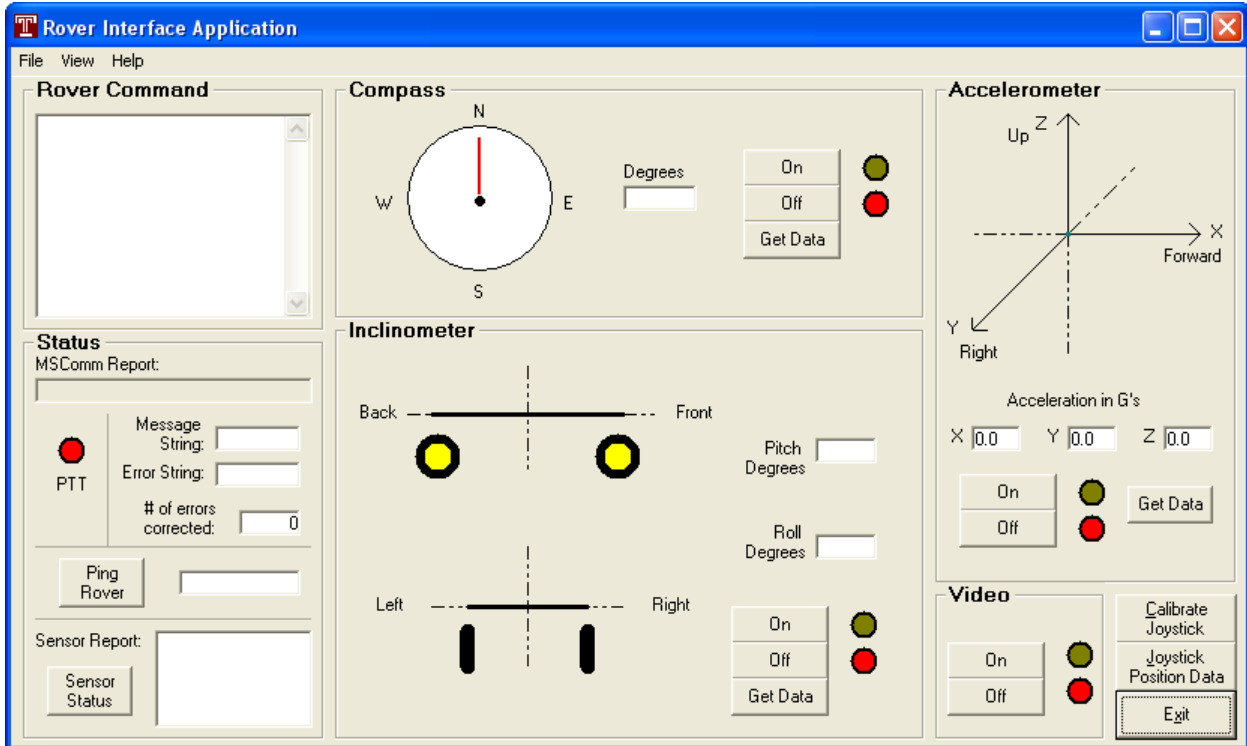 Rover Interface Application
File View Help
Rover Command
Status
MSComm Report:
PTT
Message
String:
Error String:
# of errors
corrected:
0
Ping
Rover
Sensor Report:
Sensor
Status
Compass
N
W
E
S
Degrees
On
Off
Get Data
Inclinometer
Back
Front
Pitch
Degrees
Roll
Degrees
Left
Right
On
Off
Get Data
Accelerometer
Up
Z
X
Forward
Y
Right
Acceleration in G's
X 0.0 Y 0.0 Z 0.0
On
Off
Get Data
Video
On
Off
Calibrate
Joystick
Joystick
Position Data
Exit